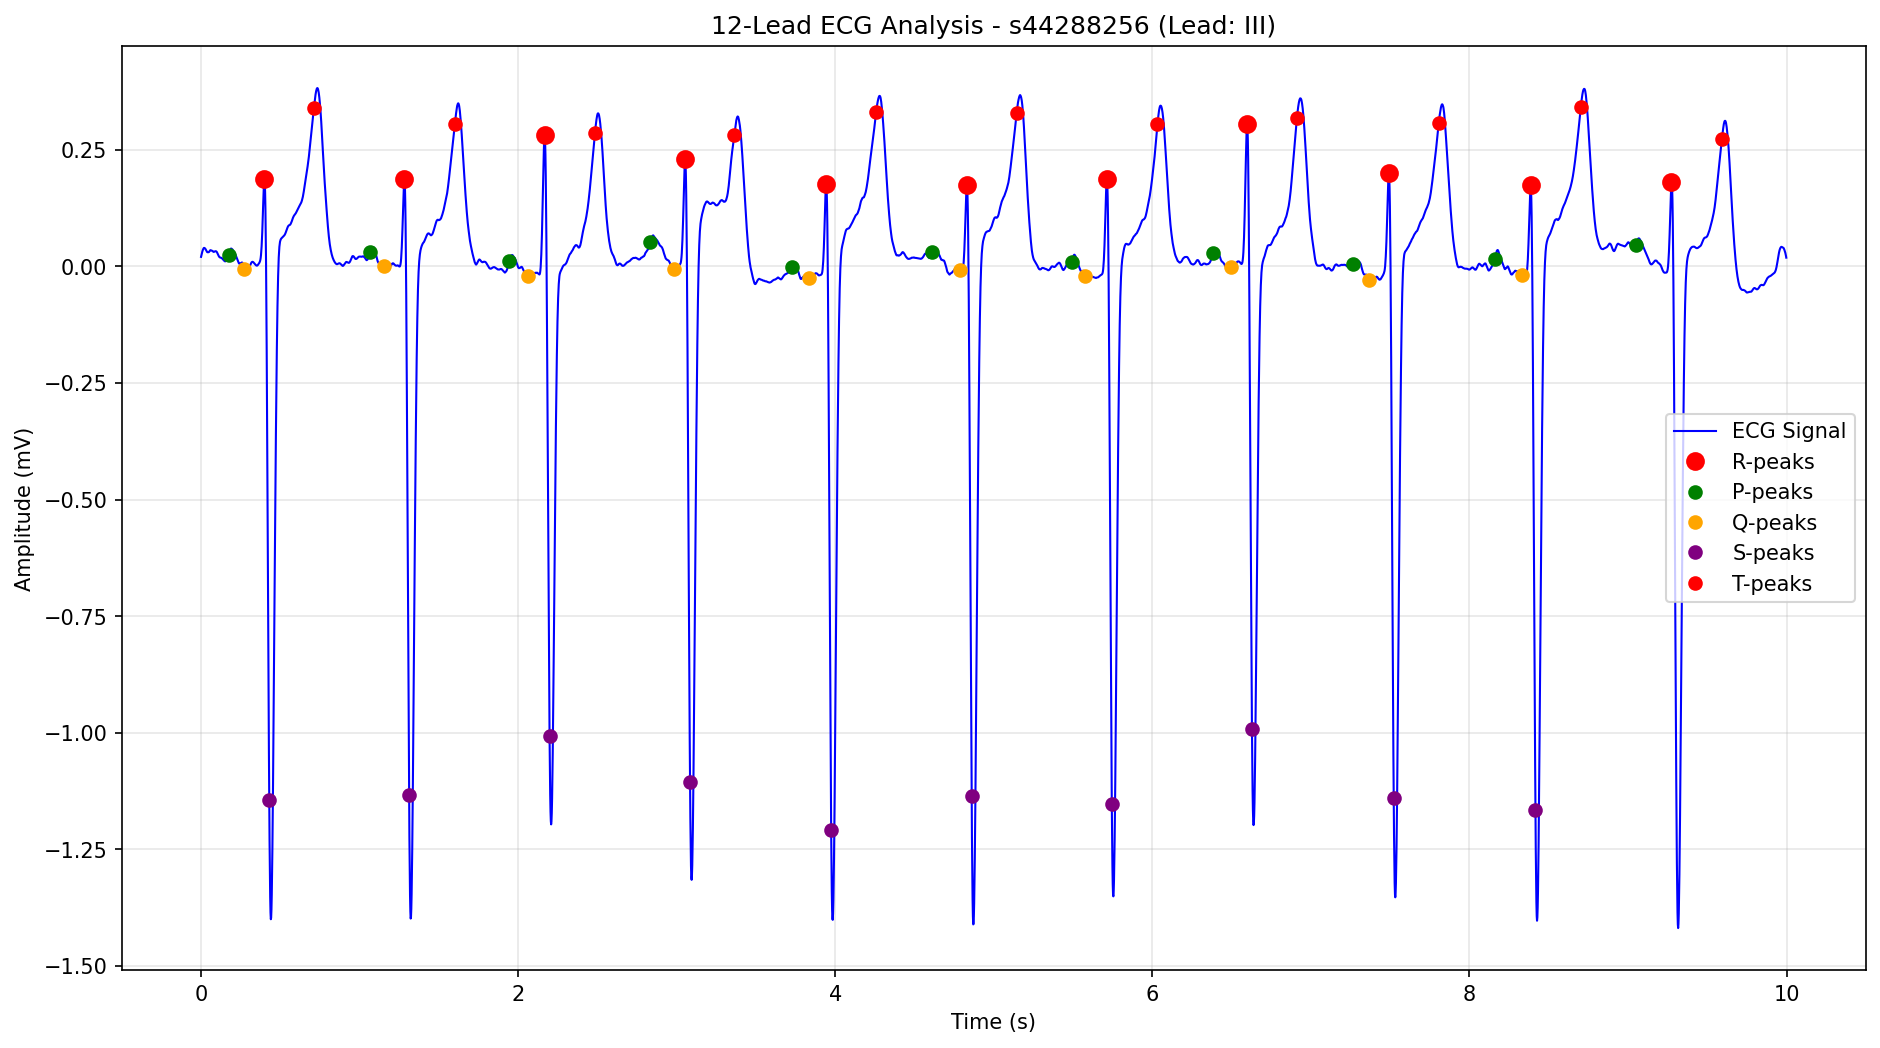 12-Lead ECG Analysis - s44288256 (Lead: III)
Amplitude (mV)
0.25
0.00
−0.25
−0.50
−0.75
−1.00
−1.25
−1.50
ECG Signal
R-peaks
P-peaks
Q-peaks
S-peaks
T-peaks
0 2 4 6 8 10
Time (s)